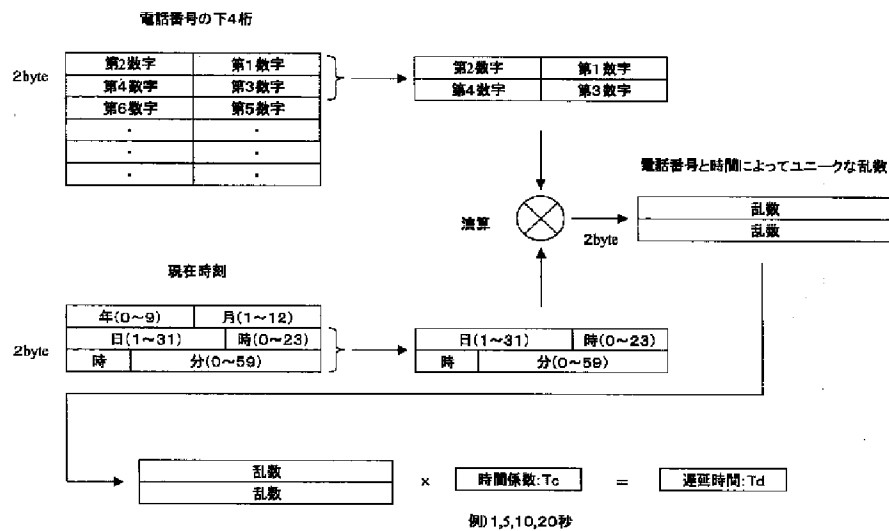 電話番号の下4桁
2byte
第2数字 第1数字
第4数字 第3数字
第6数字 第5数字
・ ・
・ ・
・ ・
第2数字 第1数字
第4数字 第3数字
電話番号と時間によってユニークな乱数
演算
2byte
乱数
乱数
現在時刻
2byte
年(0~9) 月(1~12)
日(1~31) 時(0~23)
時 分(0~59)
日(1~31) 時(0~23)
時 分(0~59)
乱数
乱数
× 時間係数:Tc = 遅延時間:Td
例)1,5,10,20秒